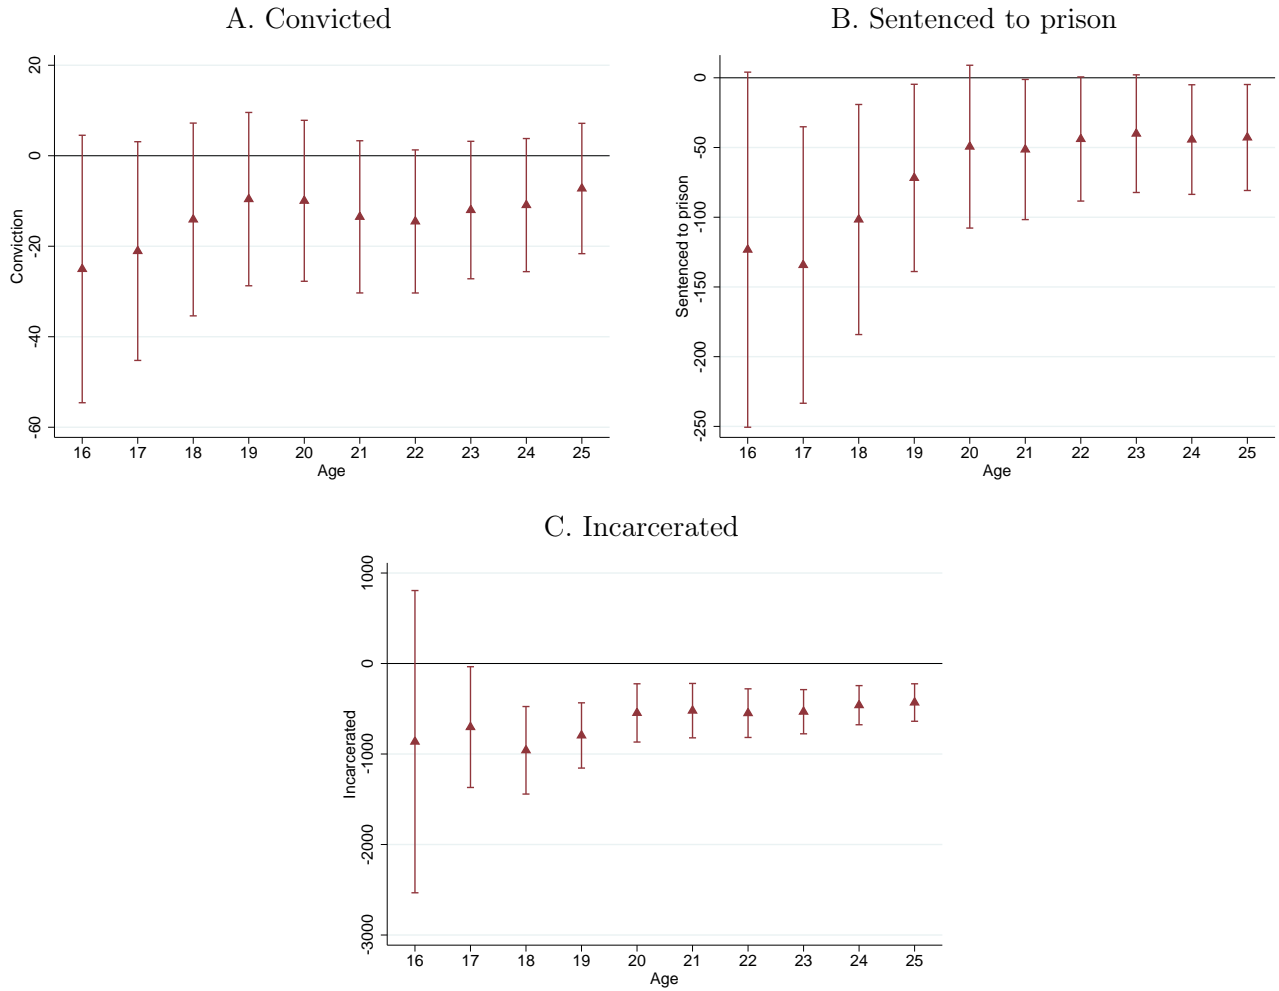 A. Convicted
20
0
-20
-40
-60
Conviction
16 17 18 19 20 21 22 23 24 25
Age
B. Sentenced to prison
0
-50
-100
-150
-200
-250
Sentenced to prison
16 17 18 19 20 21 22 23 24 25
Age
C. Incarcerated
1000
0
-1000
-2000
-3000
Incarcerated
16 17 18 19 20 21 22 23 24 25
Age